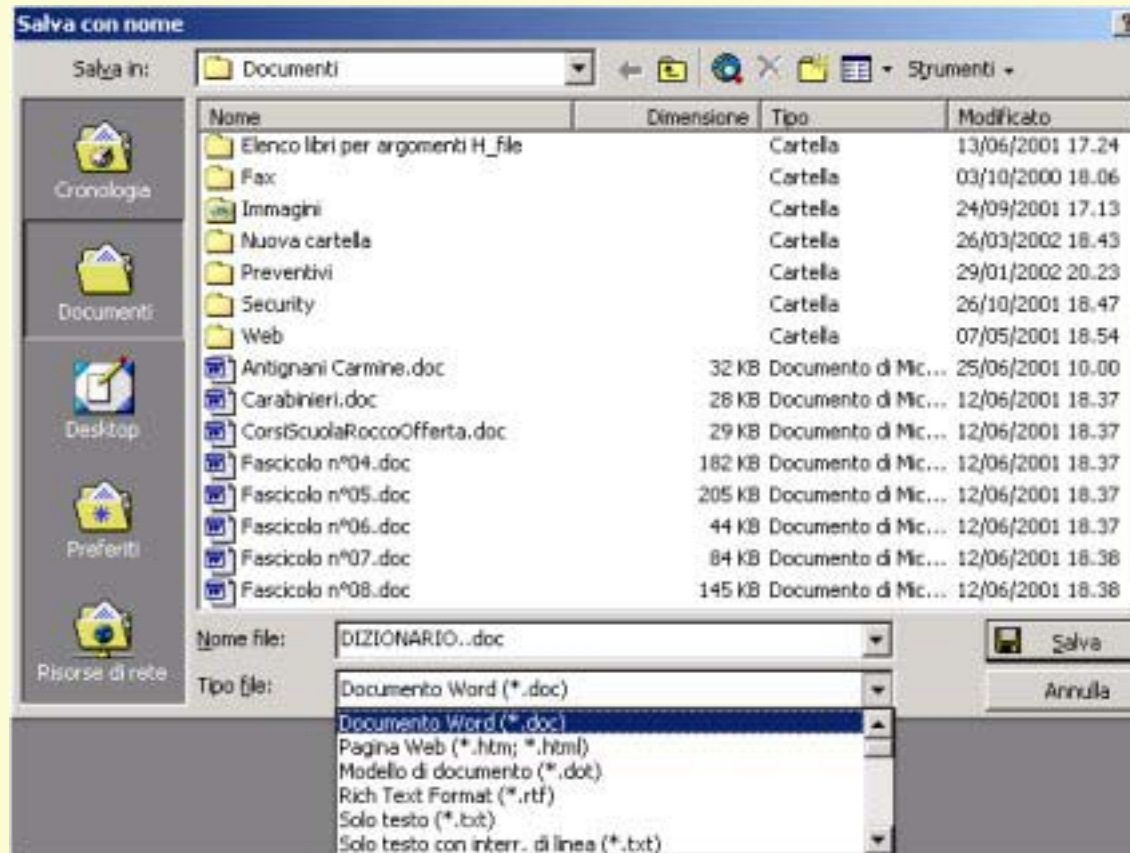 Salva con nome
Salva in: Documenti Strumenti
Nome Dimensione Tipo Modificato
Elenco libri per argomenti H_file Cartella 13/06/2001 17.24
Fax Cartella 03/10/2000 18.06
Immagini Cartella 24/09/2001 17.13
Nuova cartella Cartella 26/03/2002 18.43
Preventivi Cartella 29/01/2002 20.23
Security Cartella 26/10/2001 18.47
Web Cartella 07/05/2001 18.54
Antignani Carmine.doc 32 KB Documento di Mic... 25/06/2001 10.00
Carabinieri.doc 28 KB Documento di Mic... 12/06/2001 18.37
CorsiScuolaRoccoOfferta.doc 29 KB Documento di Mic... 12/06/2001 18.37
Fascicolo n°04.doc 182 KB Documento di Mic... 12/06/2001 18.37
Fascicolo n°05.doc 205 KB Documento di Mic... 12/06/2001 18.37
Fascicolo n°06.doc 44 KB Documento di Mic... 12/06/2001 18.37
Fascicolo n°07.doc 84 KB Documento di Mic... 12/06/2001 18.38
Fascicolo n°08.doc 145 KB Documento di Mic... 12/06/2001 18.38
Cronologia
Documenti
Desktop
Preferiti
Risorse di rete
Nome file: DIZIONARIO..doc Salva
Tipo file: Documento Word (*.doc) Annulla
Documento Word (*.doc)
Pagina Web (*.htm; *.html)
Modello di documento (*.dot)
Rich Text Format (*.rtf)
Solo testo (*.txt)
Solo testo con interr. di linea (*.txt)